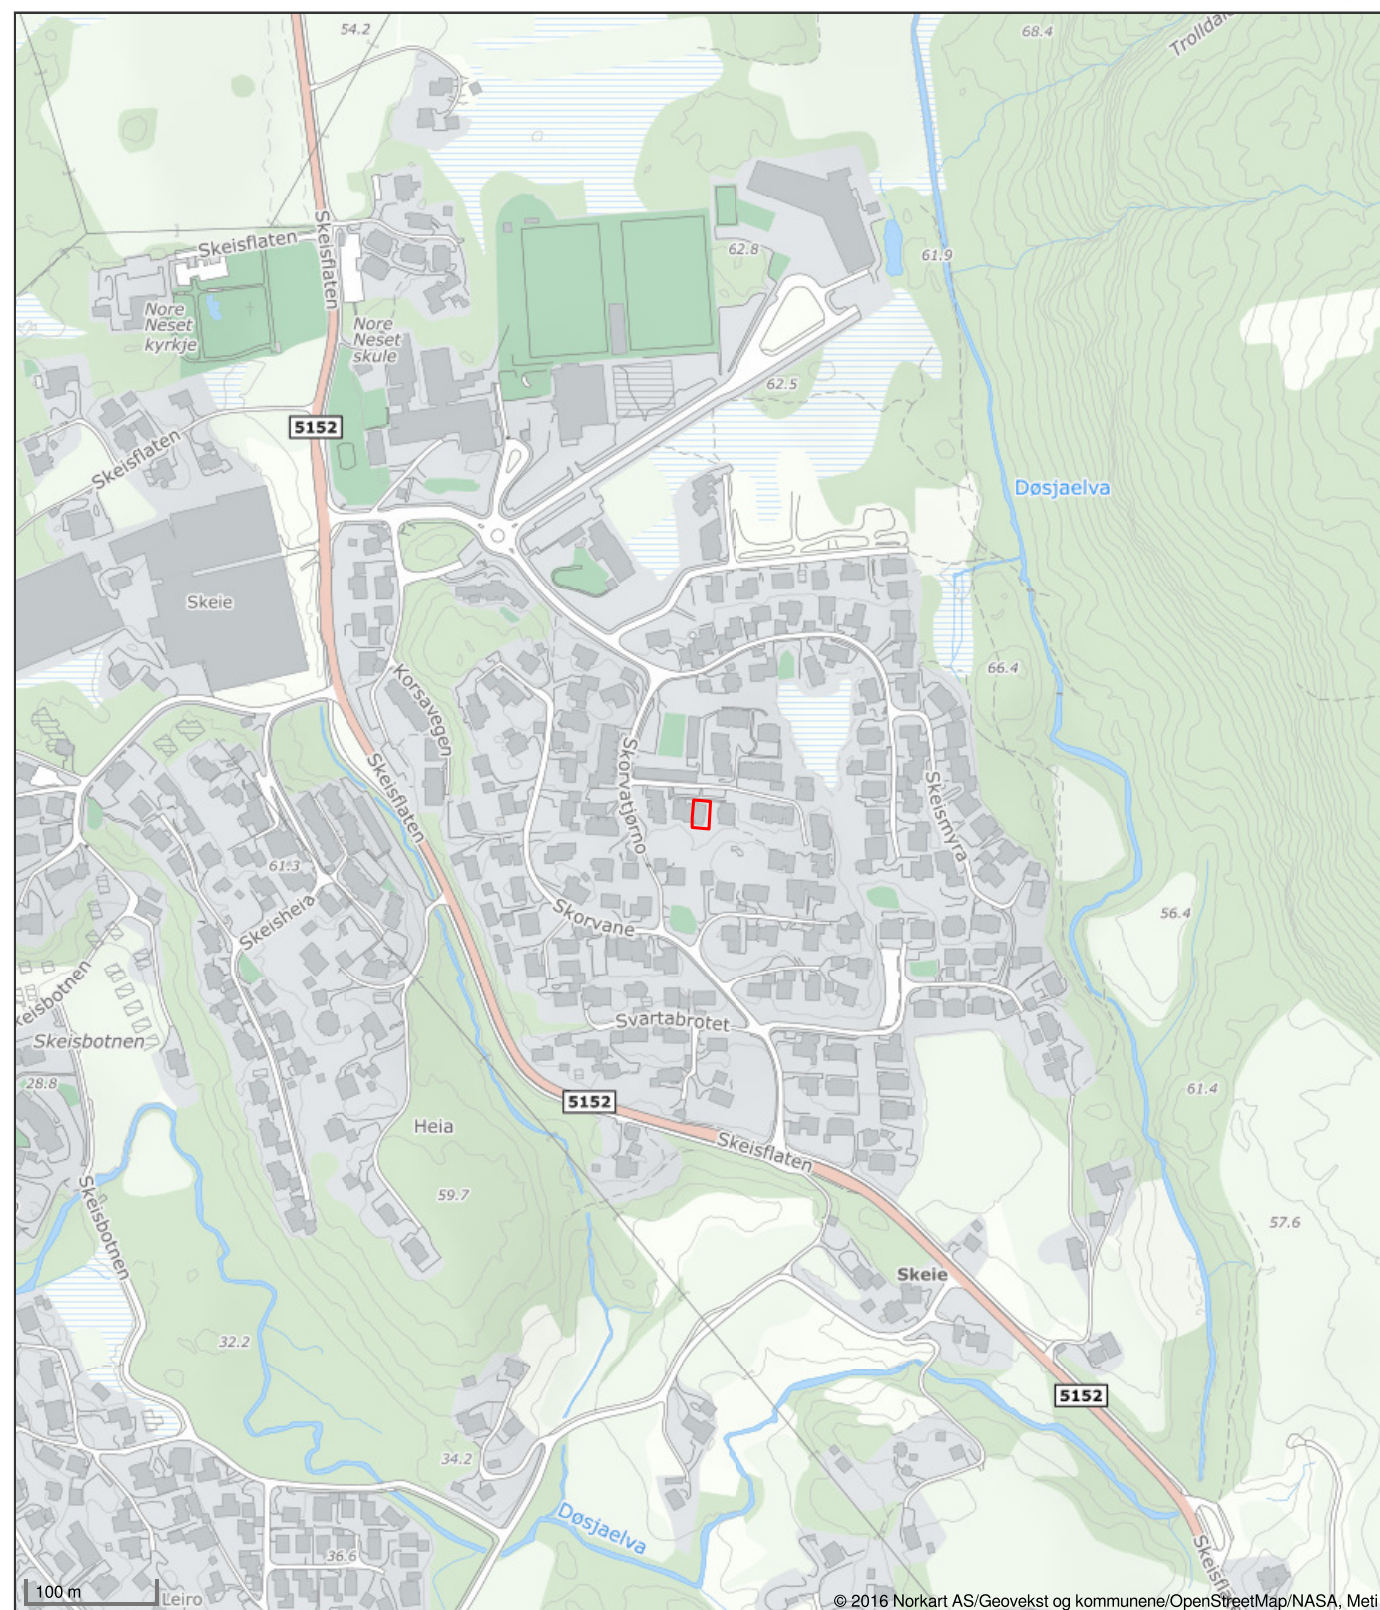 54.2
68.4
Skeisflaten
Skeisflaten
62.8
61.9
Nore
Neset
kyrkje
Nore
Neset
skule
62.5
5152
Skeisflaten
Døsjaelva
Skeie
Korsavegen
66.4
Skeisflaten
Skorvatjørno
Skeismyra
61.3
Skeisheia
Skorvane
56.4
Svartabrotet
Skeisbotnen
28.8
5152
61.4
Heia
Skeisflaten
59.7
Skeisbotnen
57.6
Skeie
32.2
5152
34.2
Døsjaelva
36.6
100 m
Leiro
© 2016 Norkart AS/Geovekst og kommunene/OpenStreetMap/NASA, Meti